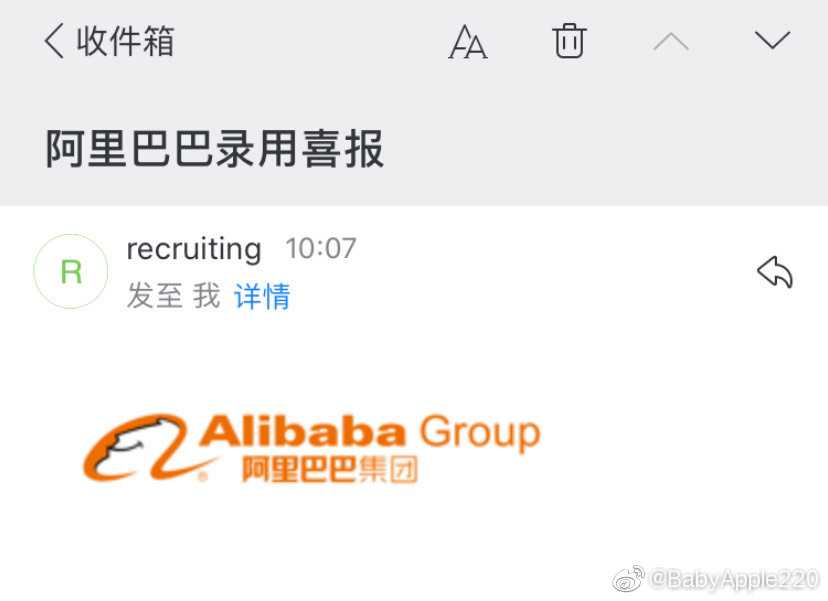 收件箱
阿里巴巴录用喜报
R
recruiting 10:07
发至 我 详情
Alibaba Group
阿里巴巴集团
®
@BabyApple220